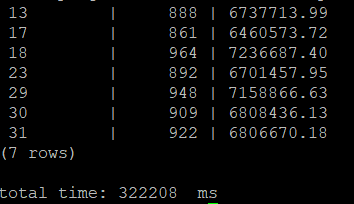 13 | 888 | 6737713.99
17 | 861 | 6460573.72
18 | 964 | 7236687.40
23 | 892 | 6701457.95
29 | 948 | 7158866.63
30 | 909 | 6808436.13
31 | 922 | 6806670.18
(7 rows)
total time: 322208 ms